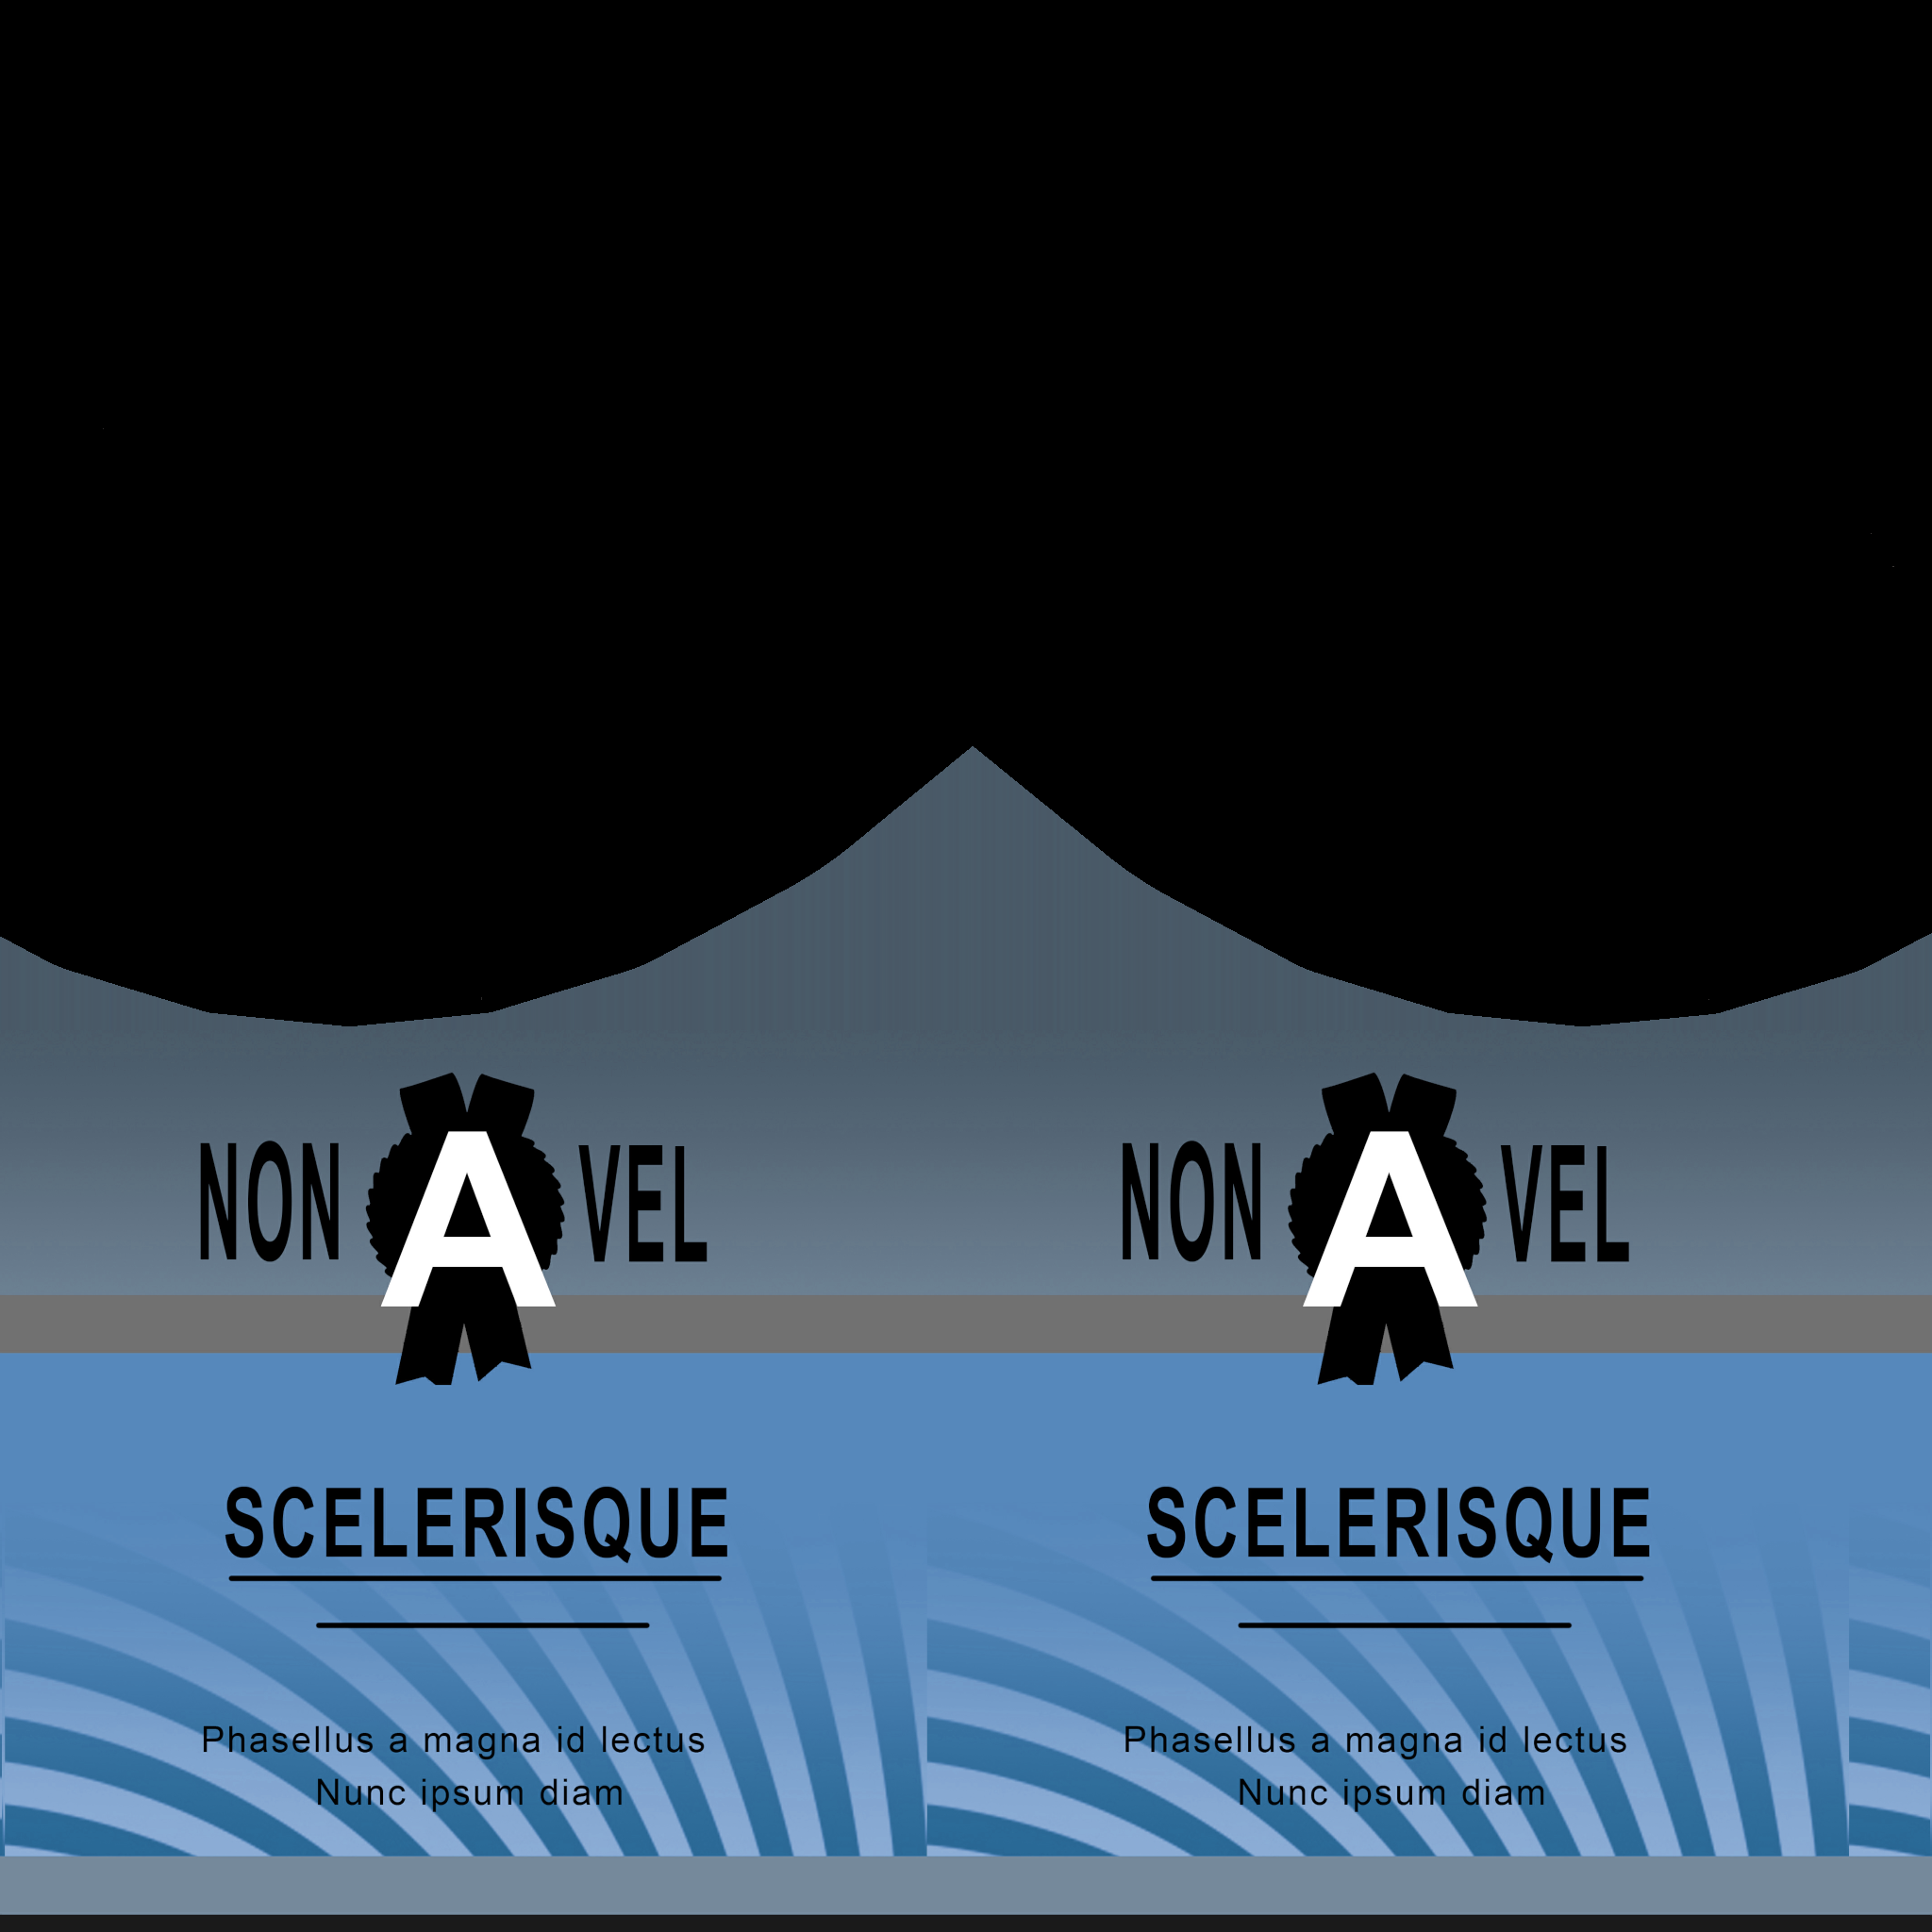 NON A VEL NON A VEL
SCELERISQUE SCELERISQUE
Phasellus a magna id lectus Phasellus a magna id lectus
Nunc ipsum diam Nunc ipsum diam